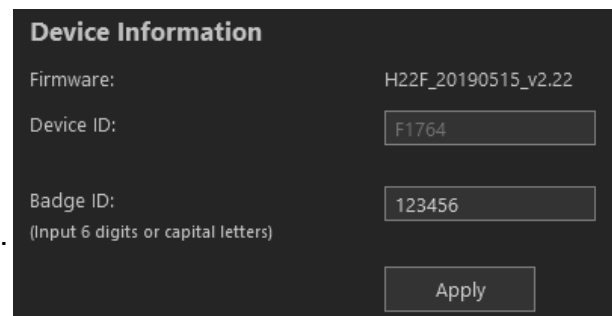 Device Information
Firmware: H22F_20190515_v2.22
Device ID: F1764
Badge ID: 123456
(Input 6 digits or capital letters)
Apply